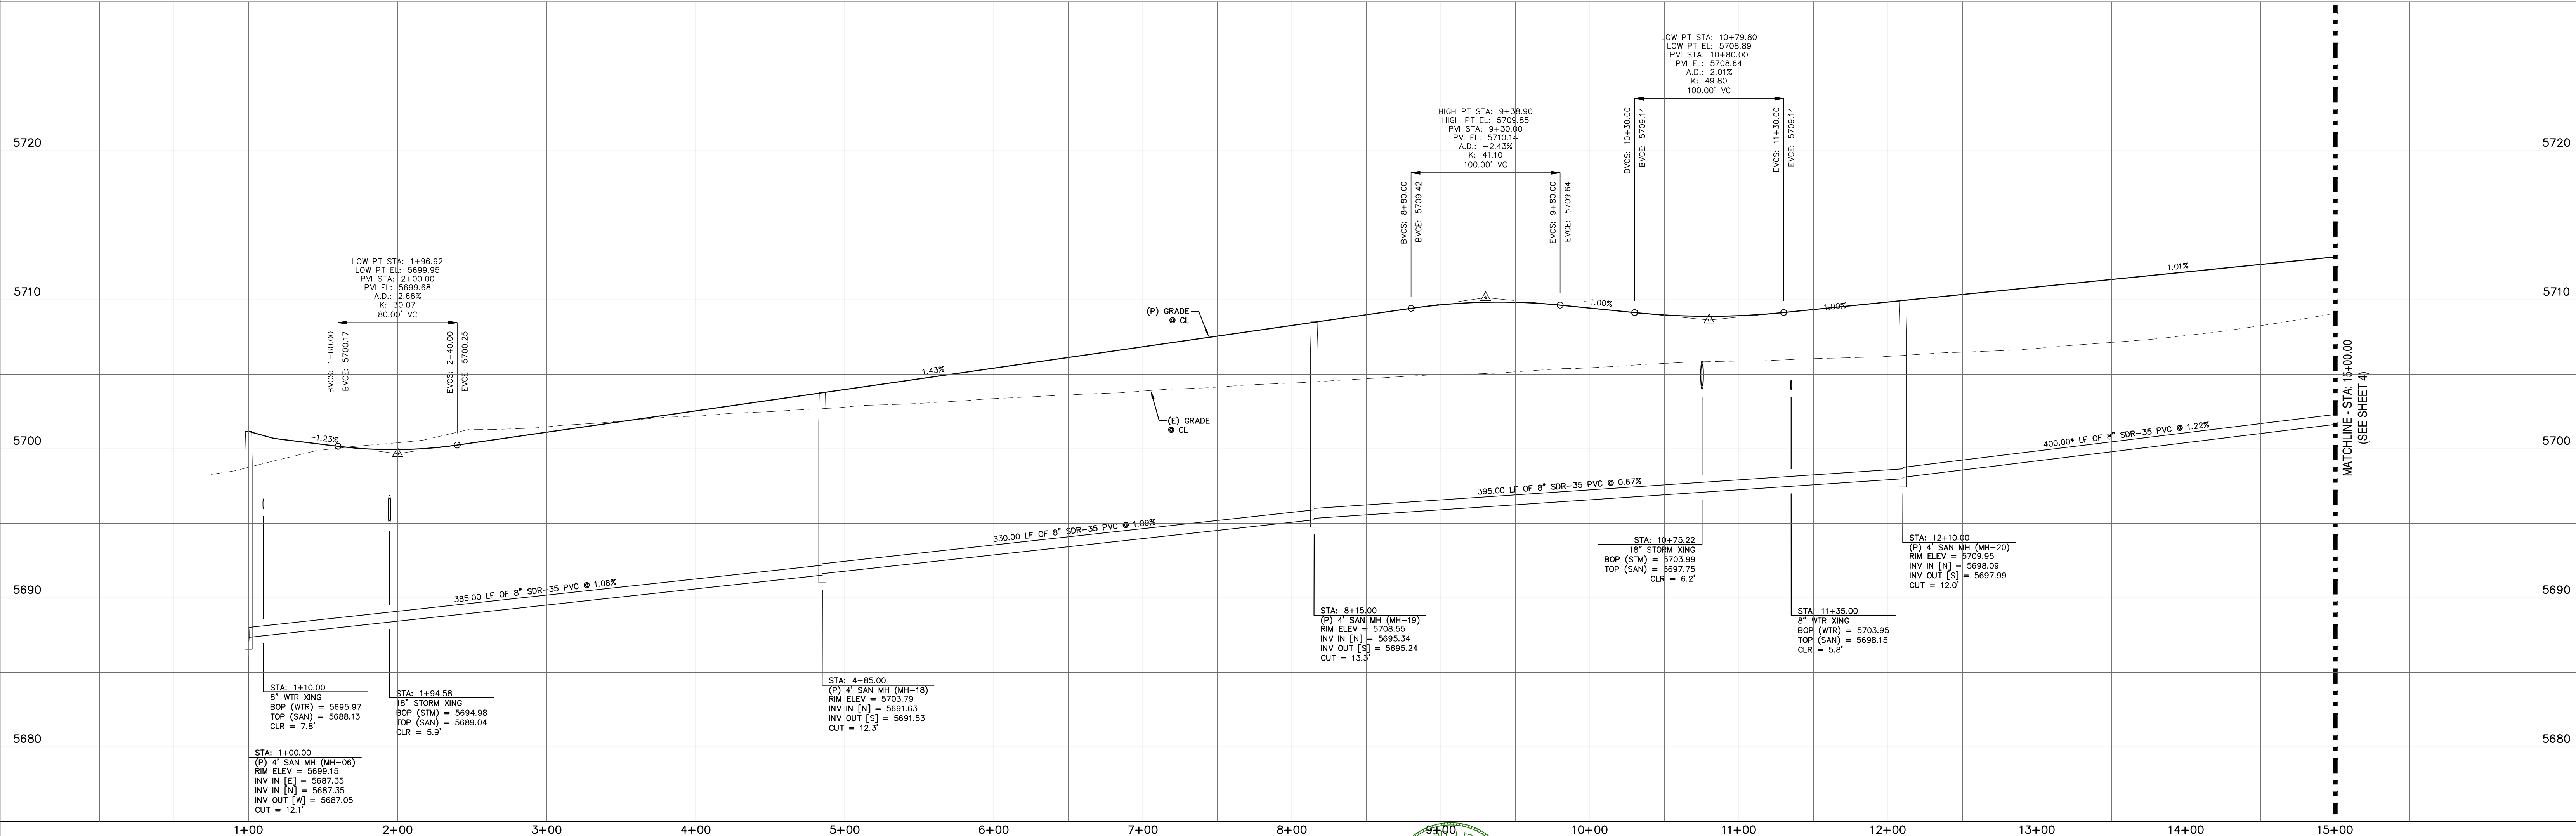 LOW PT STA: 10+79.80
LOW PT EL: 5708.89
PVI STA: 10+80.00
PVI EL: 5708.64
A.D.: 2.01%
K: 49.80
100.00' VC
BVCS: 10+30.00
BVCE: 5709.14
EVCS: 11+30.00
EVCE: 5709.14
HIGH PT STA: 9+38.90
HIGH PT EL: 5709.85
PVI STA: 9+30.00
PVI EL: 5710.14
A.D.: -2.43%
K: 41.10
100.00' VC
BVCS: 8+80.00
BVCE: 5709.42
EVCS: 9+80.00
EVCE: 5709.64
5720
5720
LOW PT STA: 1+96.92
LOW PT EL: 5699.95
PVI STA: 2+00.00
PVI EL: 5699.68
A.D.: 2.66%
K: 30.07
80.00' VC
BVCS: 1+60.00
BVCE: 5700.17
EVCS: 2+40.00
EVCE: 5700.25
5710
5710
(P) GRADE
@ CL
-1.00%
1.00%
1.01%
1.43%
-1.23%
(E) GRADE
@ CL
5700
5700
MATCHLINE - STA: 15+00.00
(SEE SHEET 4)
385.00 LF OF 8" SDR-35 PVC @ 1.08%
330.00 LF OF 8" SDR-35 PVC @ 1.09%
395.00 LF OF 8" SDR-35 PVC @ 0.67%
400.00* LF OF 8" SDR-35 PVC @ 1.22%
5690
5690
STA: 10+75.22
18" STORM XING
BOP (STM) = 5703.99
TOP (SAN) = 5697.75
CLR = 6.2'
STA: 12+10.00
(P) 4' SAN MH (MH-20)
RIM ELEV = 5709.95
INV IN [N] = 5698.09
INV OUT [S] = 5697.99
CUT = 12.0'
STA: 8+15.00
(P) 4' SAN MH (MH-19)
RIM ELEV = 5708.55
INV IN [N] = 5695.34
INV OUT [S] = 5695.24
CUT = 13.3'
STA: 11+35.00
8" WTR XING
BOP (WTR) = 5703.95
TOP (SAN) = 5698.15
CLR = 5.8'
STA: 1+10.00
8" WTR XING
BOP (WTR) = 5695.97
TOP (SAN) = 5688.13
CLR = 7.8'
STA: 1+94.58
18" STORM XING
BOP (STM) = 5694.98
TOP (SAN) = 5689.04
CLR = 5.9'
STA: 4+85.00
(P) 4' SAN MH (MH-18)
RIM ELEV = 5703.79
INV IN [N] = 5691.63
INV OUT [S] = 5691.53
CUT = 12.3'
5680
5680
STA: 1+00.00
(P) 4' SAN MH (MH-06)
RIM ELEV = 5699.15
INV IN [E] = 5687.35
INV IN [N] = 5687.35
INV OUT [W] = 5687.05
CUT = 12.1'
1+00
2+00
3+00
4+00
5+00
6+00
7+00
8+00
9+00
10+00
11+00
12+00
13+00
14+00
15+00